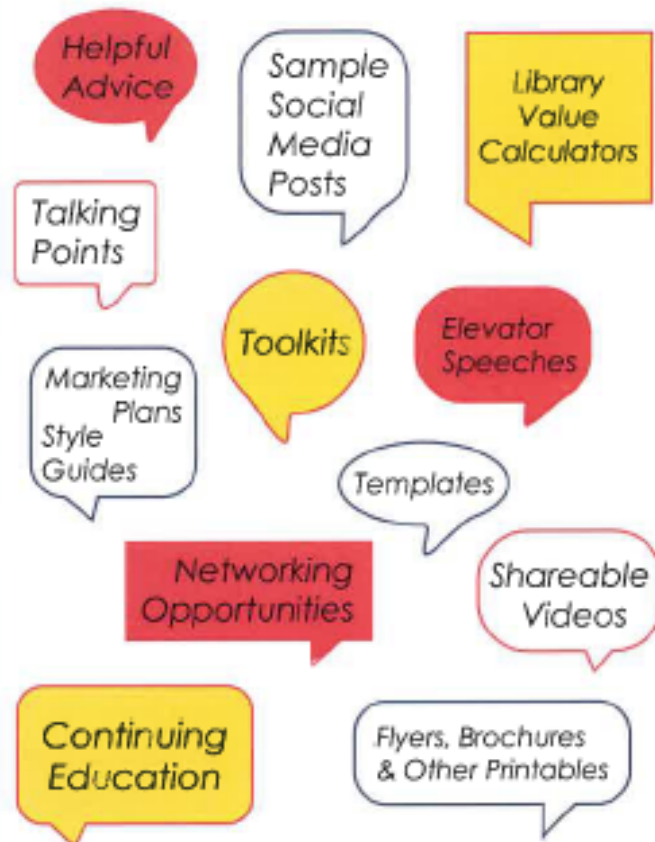 Helpful
Advice
Sample
Social
Media
Posts
Library
Value
Calculators
Talking
Points
Toolkits
Elevator
Speeches
Marketing
Plans
Style
Guides
Templates
Networking
Opportunities
Shareable
Videos
Continuing
Education
Flyers, Brochures
& Other Printables